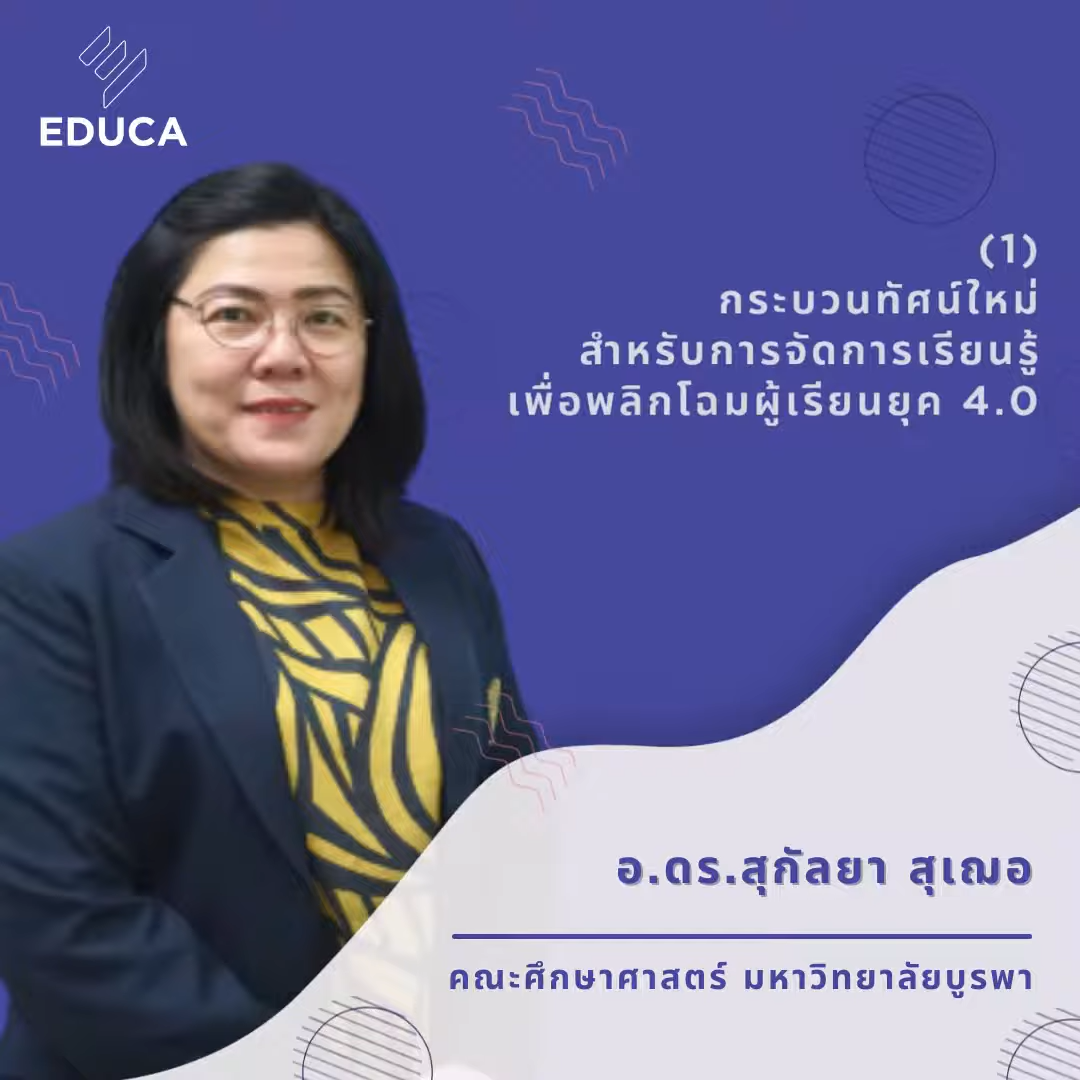 EDUCA
(1)
กระบวนทัศน์ใหม่
สำหรับการจัดการเรียนรู้
เพื่อพลิกโฉมผู้เรียนยุค 4.0
อ.ดร.สุกัลยา สุเฌอ
คณะศึกษาศาสตร์ มหาวิทยาลัยบูรพา